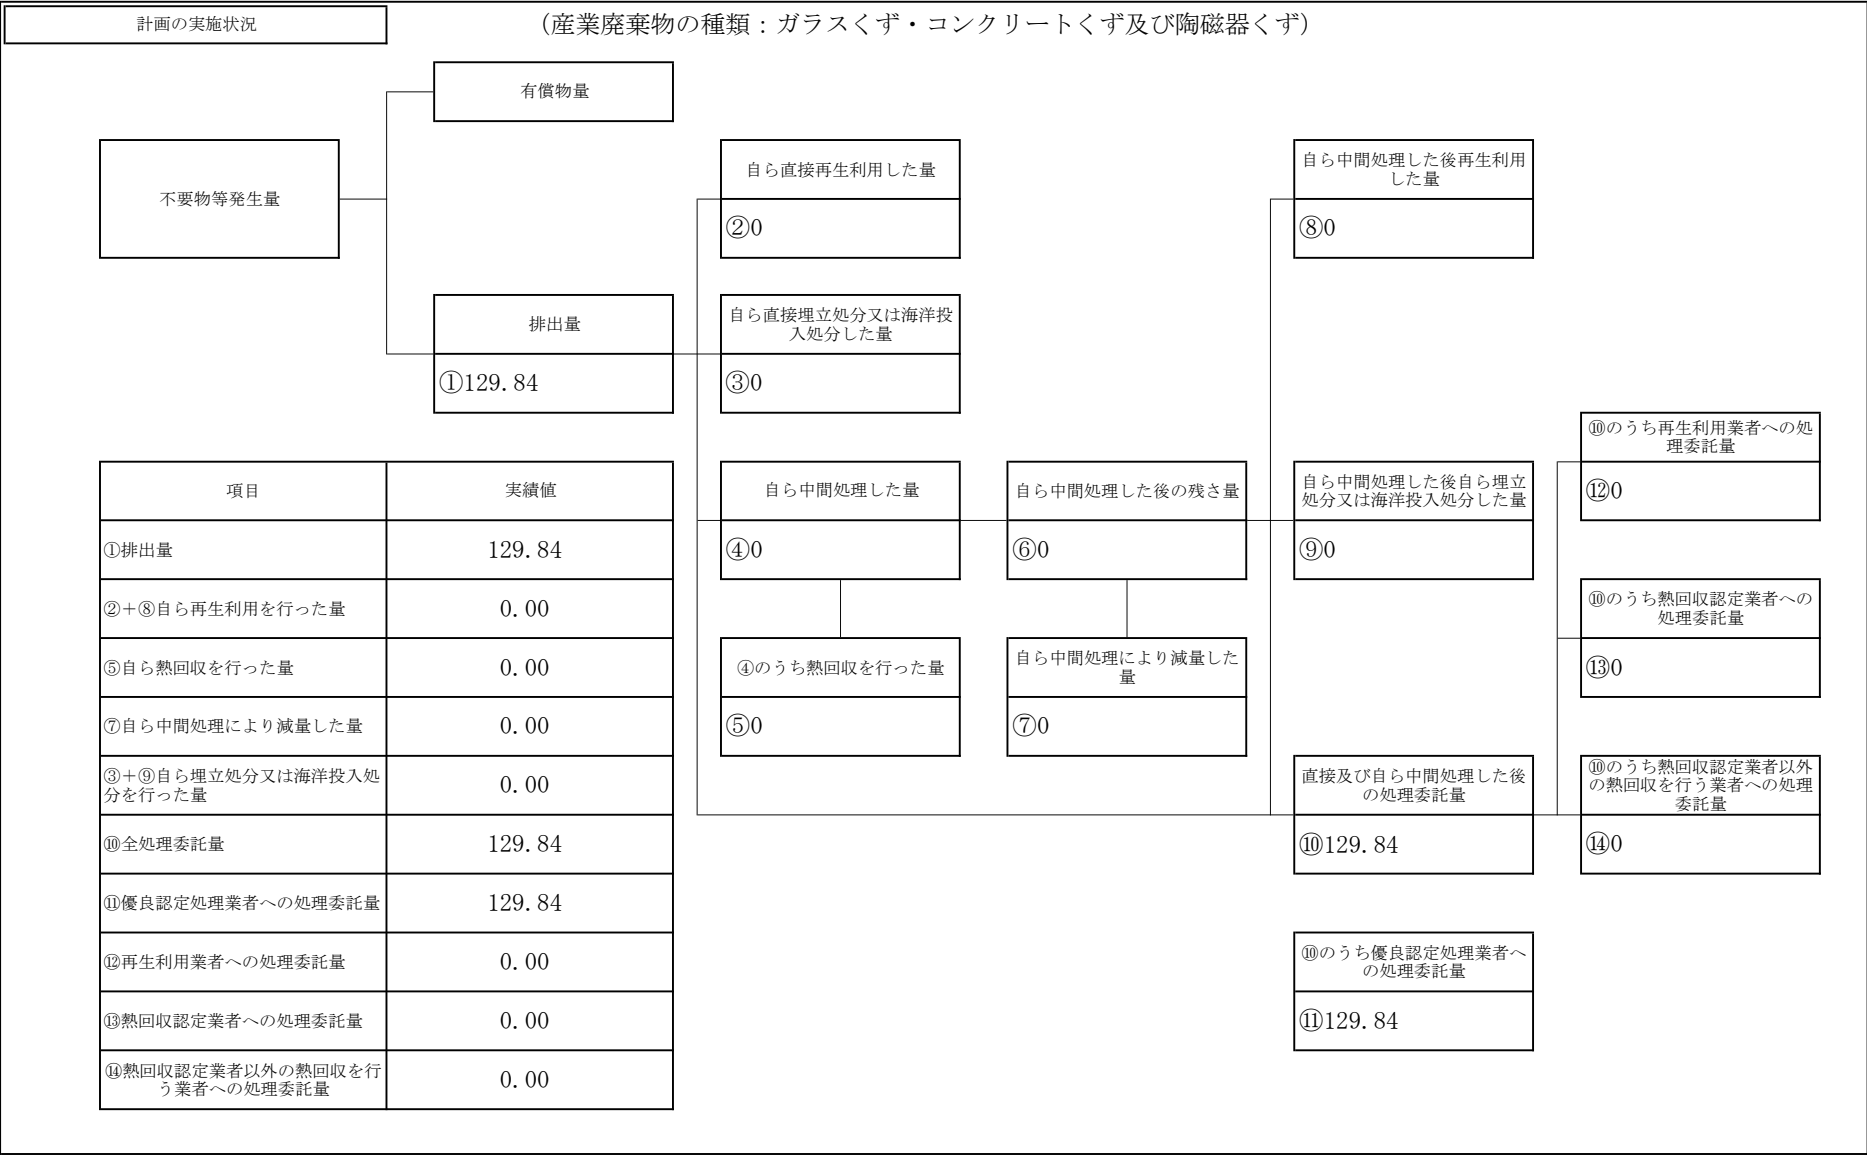 計画の実施状況
（産業廃棄物の種類：ガラスくず・コンクリートくず及び陶磁器くず）
有償物量
不要物等発生量
自ら直接再生利用した量
②0
自ら中間処理した後再生利用
した量
⑧0
排出量
①129.84
自ら直接埋立処分又は海洋投
入処分した量
③0
⑩のうち再生利用業者への処
理委託量
⑫0
項目
実績値
①排出量
129.84
②＋⑧自ら再生利用を行った量
0.00
⑤自ら熱回収を行った量
0.00
⑦自ら中間処理により減量した量
0.00
③＋⑨自ら埋立処分又は海洋投入処
分を行った量
0.00
⑩全処理委託量
129.84
⑪優良認定処理業者への処理委託量
129.84
⑫再生利用業者への処理委託量
0.00
⑬熱回収認定業者への処理委託量
0.00
⑭熱回収認定業者以外の熱回収を行
う業者への処理委託量
0.00
自ら中間処理した量
④0
自ら中間処理した後の残さ量
⑥0
自ら中間処理した後自ら埋立
処分又は海洋投入処分した量
⑨0
④のうち熱回収を行った量
⑤0
自ら中間処理により減量した
量
⑦0
⑩のうち熱回収認定業者への
処理委託量
⑬0
直接及び自ら中間処理した後
の処理委託量
⑩129.84
⑩のうち熱回収認定業者以外
の熱回収を行う業者への処理
委託量
⑭0
⑩のうち優良認定処理業者へ
の処理委託量
⑪129.84